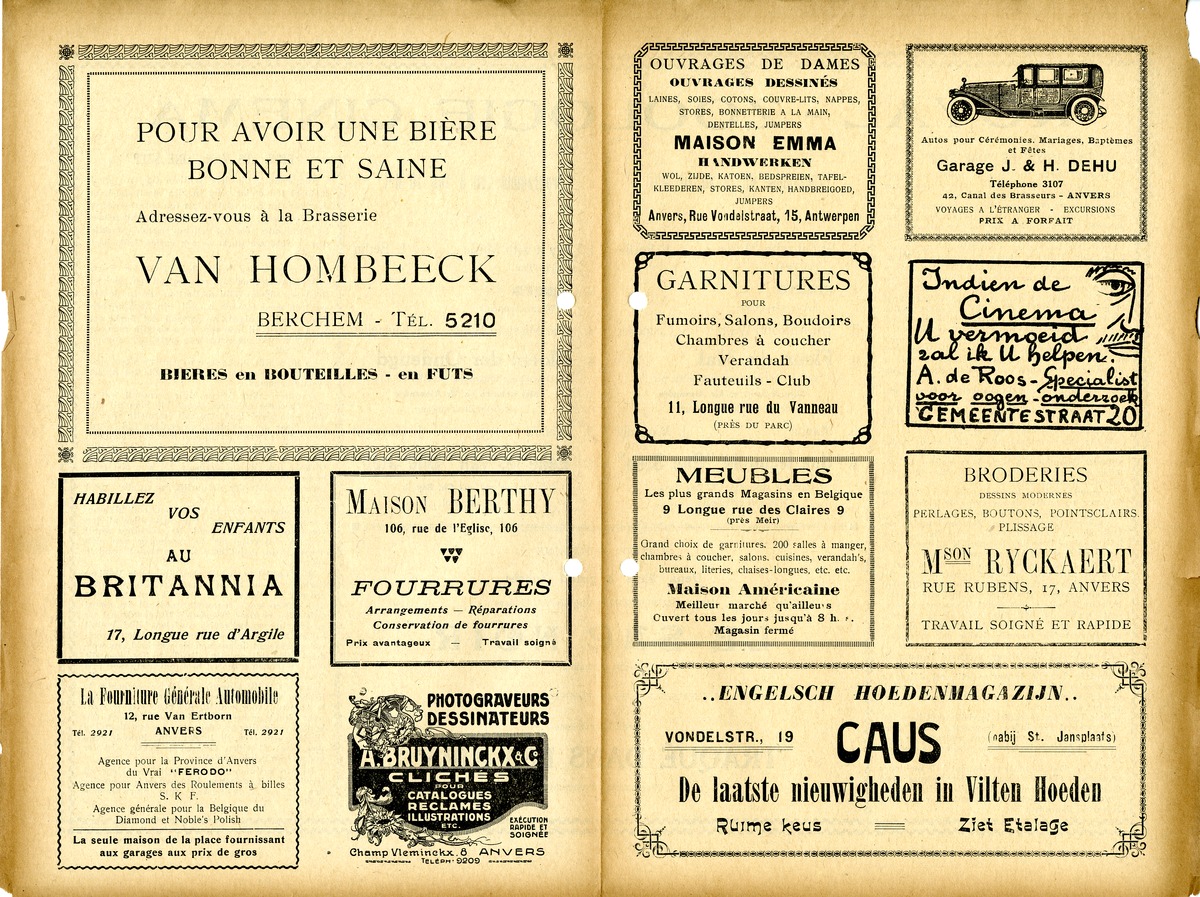 POUR AVOIR UNE BIÈRE
BONNE ET SAINE
Adressez-vous à la Brasserie
VAN HOMBEECK
BERCHEM - TÉL. 5210
BIERES en BOUTEILLES - en FUTS
HABILLEZ
VOS
ENFANTS
AU
BRITANNIA
17, Longue rue d'Argile
MAISON BERTHY
106, rue de l'Eglise, 106
FOURRURES
Arrangements — Réparations
Conservation de fourrures
Prix avantageux — Travail soigné
La Fourniture Générale Automobile
12, rue Van Ertborn
Tél. 2921 ANVERS Tél. 2921
Agence pour la Province d'Anvers
du Vrai "FERODO"
Agence pour Anvers des Roulements à billes
S. K. F.
Agence générale pour la Belgique du
Diamond et Noble's Polish
La seule maison de la place fournissant
aux garages aux prix de gros
PHOTOGRAVEURS
DESSINATEURS
A. BRUYNINCKX & Co
CLICHÉS
POUR
CATALOGUES
RECLAMES
ILLUSTRATIONS
ETC.
EXÉCUTION
RAPIDE ET
SOIGNÉE
Champ Vleminckx. 8 ANVERS
TELÉPH. 9209
OUVRAGES DE DAMES
OUVRAGES DESSINÉS
LAINES, SOIES, COTONS, COUVRE-LITS, NAPPES,
STORES, BONNETTERIE A LA MAIN,
DENTELLES, JUMPERS
MAISON EMMA
HANDWERKEN
WOL, ZIJDE, KATOEN, BEDSPREIEN, TAFEL-
KLEEDEREN, STORES, KANTEN, HANDBREIGOED,
JUMPERS
Anvers, Rue Vondelstraat, 15, Antwerpen
Autos pour Cérémonies, Mariages, Baptèmes
et Fêtes
Garage J. & H. DEHU
Téléphone 3107
42, Canal des Brasseurs - ANVERS
VOYAGES A L'ÉTRANGER - EXCURSIONS
PRIX A FORFAIT
GARNITURES
POUR
Fumoirs, Salons, Boudoirs
Chambres à coucher
Verandah
Fauteuils - Club
11, Longue rue du Vanneau
(PRÈS DU PARC)
Indien de
Cinema
U vermoeid
zal ik U helpen.
A. de Roos - Specialist
voor oogen-onderzoek
GEMEENTESTRAAT 20
MEUBLES
Les plus grands Magasins en Belgique
9 Longue rue des Claires 9
(près Meir)
Grand choix de garnitures, 200 salles à manger,
chambres à coucher, salons, cuisines, verandah's,
bureaux, literies, chaises-longues, etc. etc.
Maison Américaine
Meilleur marché qu'ailleurs
Ouvert tous les jours jusqu'à 8 h.
Magasin fermé
BRODERIES
DESSINS MODERNES
PERLAGES, BOUTONS, POINTSCLAIRS.
PLISSAGE
MSON RYCKAERT
RUE RUBENS, 17, ANVERS
TRAVAIL SOIGNÉ ET RAPIDE
..ENGELSCH HOEDENMAGAZIJN..
VONDELSTR., 19 CAUS (nabij St. Jansplaats)
De laatste nieuwigheden in Vilten Hoeden
Ruime keus Ziet Etalage